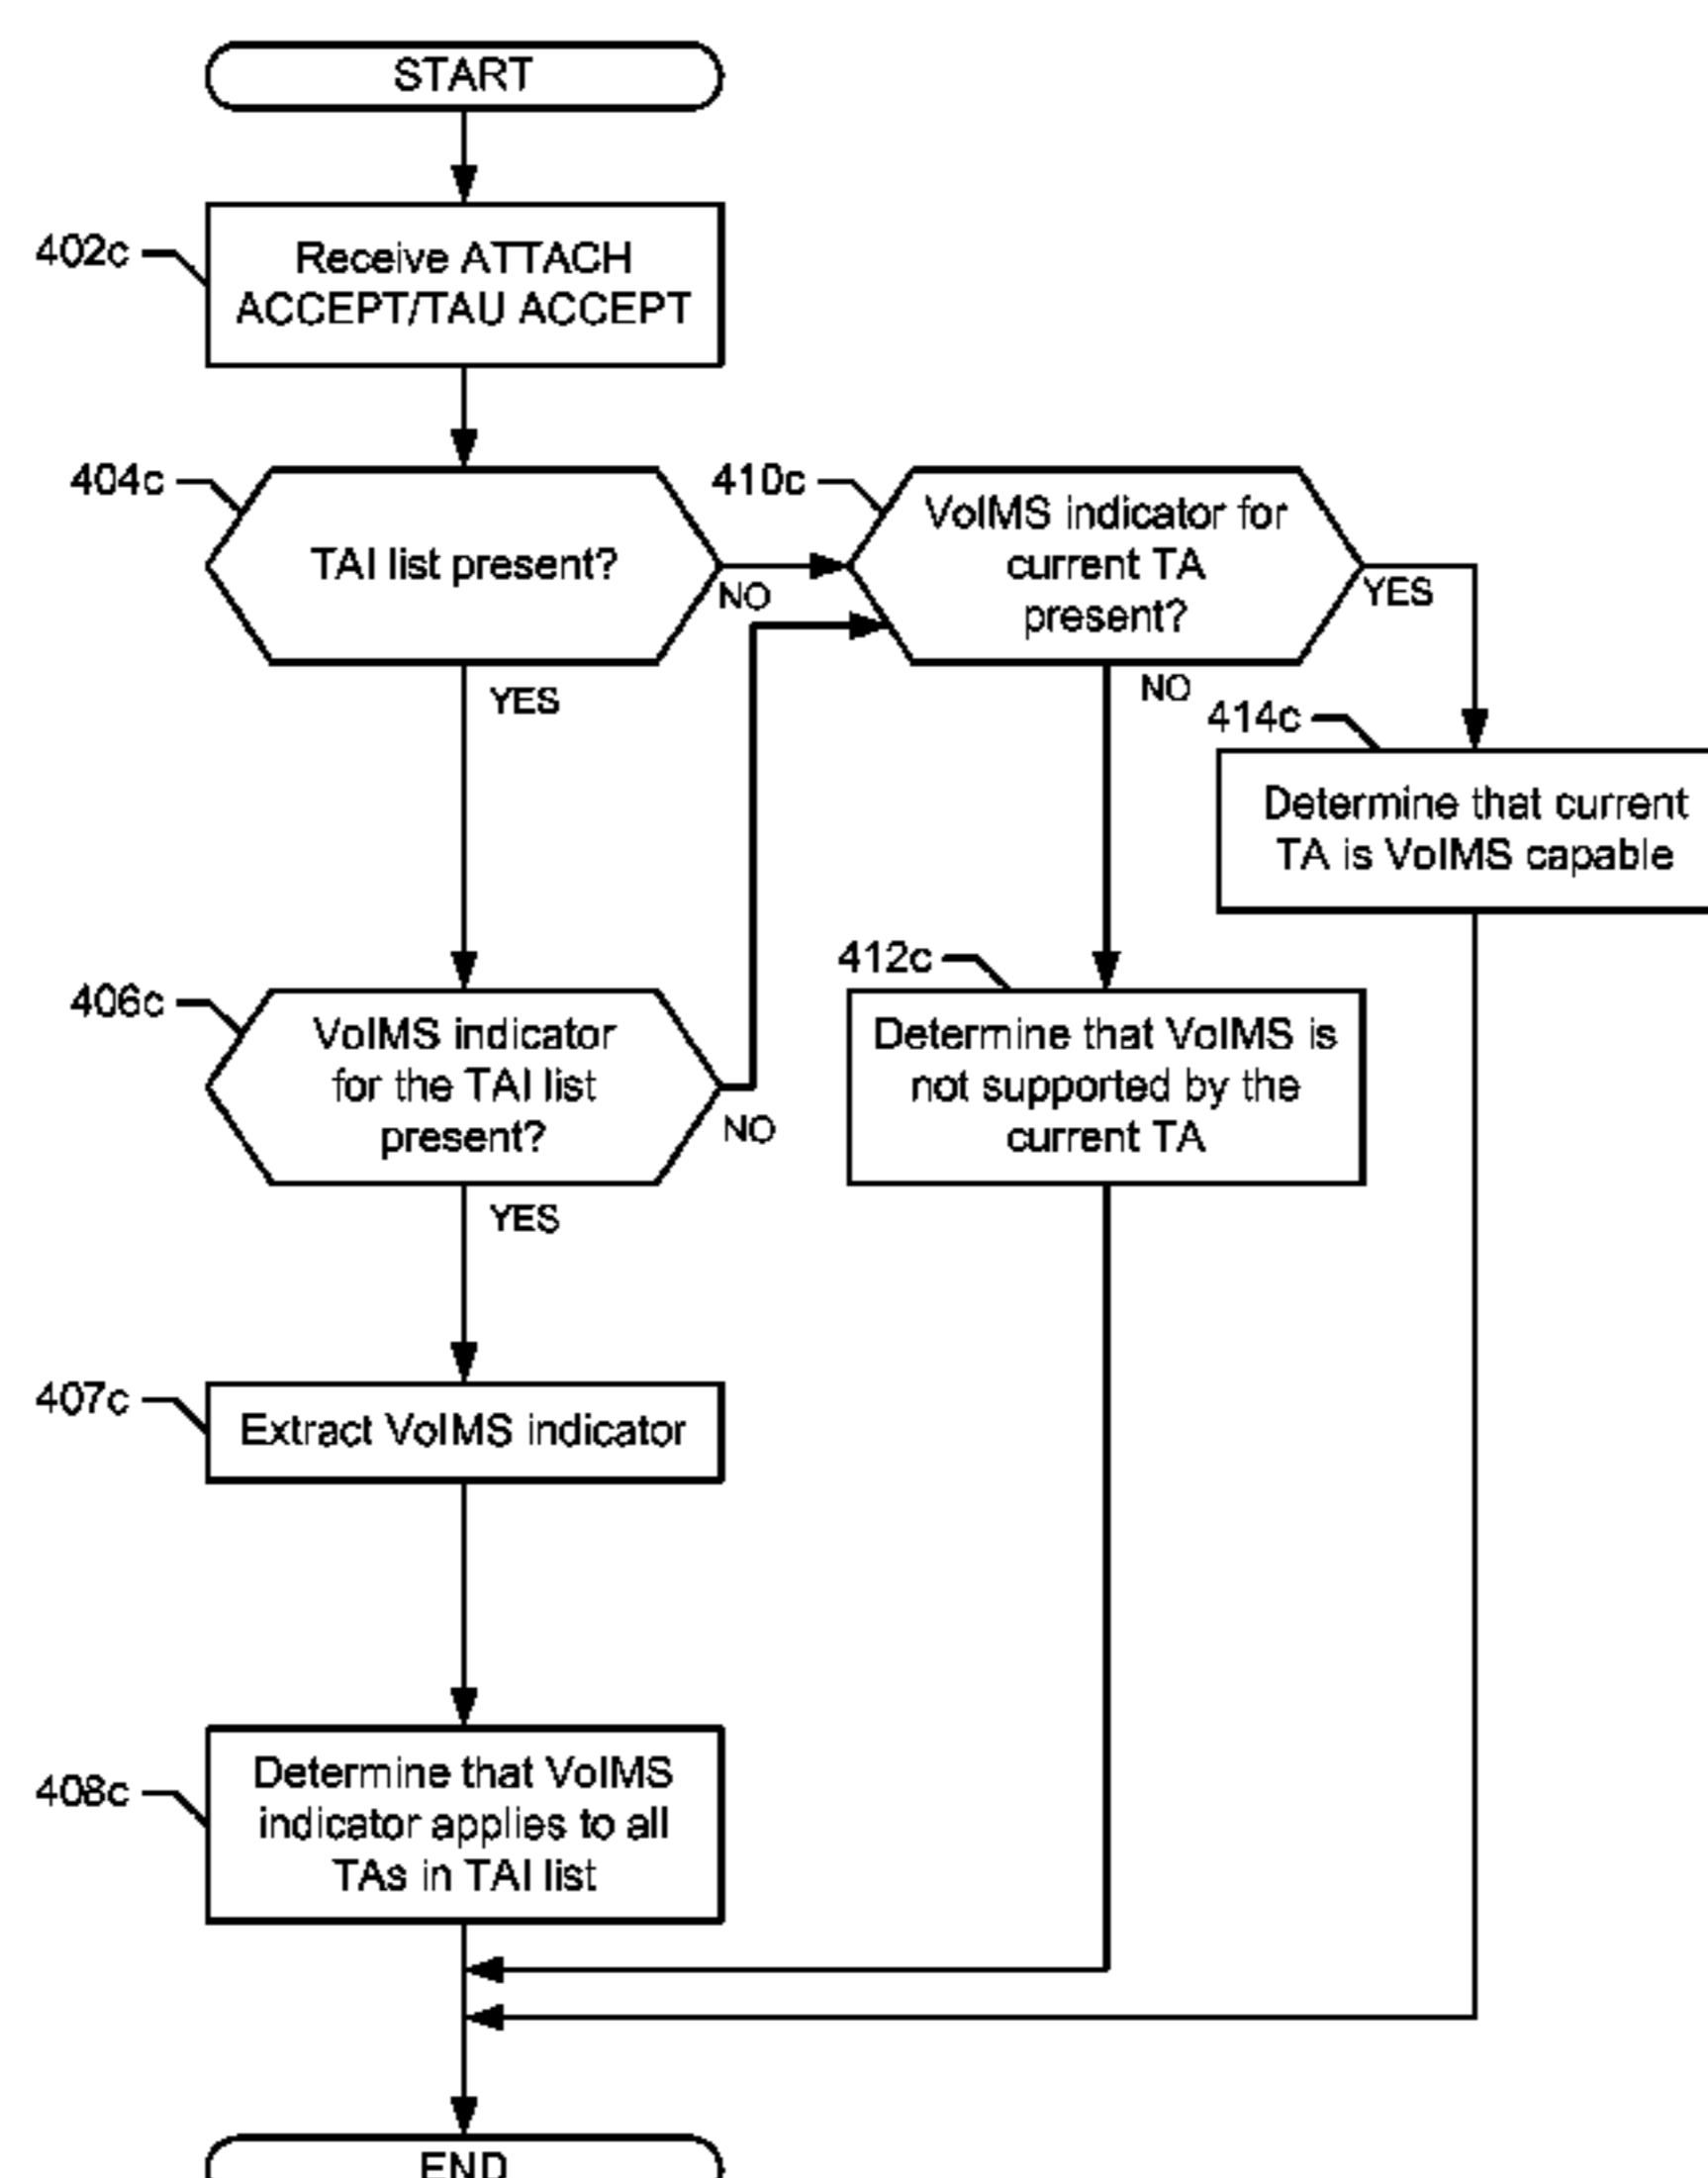 START
402c
Receive ATTACH
ACCEPT/TAU ACCEPT
404c
TAI list present?
NO
YES
410c
VoIMS indicator for
current TA
present?
YES
NO
414c
Determine that current
TA is VoIMS capable
406c
VoIMS indicator
for the TAI list
present?
NO
YES
412c
Determine that VoIMS is
not supported by the
current TA
407c
Extract VoIMS indicator
408c
Determine that VoIMS
indicator applies to all
TAs in TAI list
END